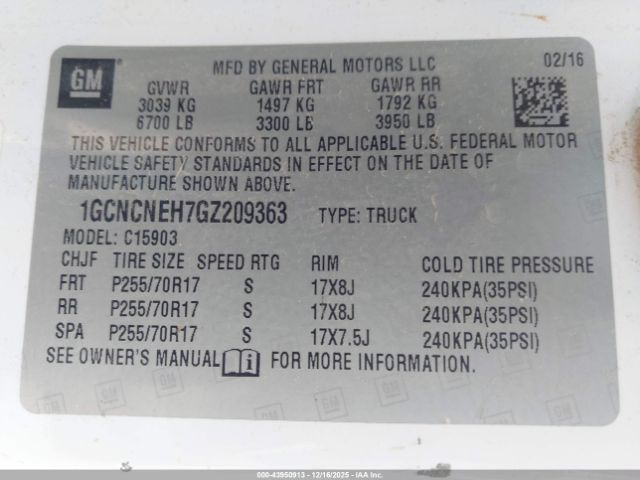 GM
MFD BY GENERAL MOTORS LLC 02/16
GVWR GAWR FRT GAWR RR
3039 KG 1497 KG 1792 KG
6700 LB 3300 LB 3950 LB
THIS VEHICLE CONFORMS TO ALL APPLICABLE U.S. FEDERAL MOTOR
VEHICLE SAFETY STANDARDS IN EFFECT ON THE DATE OF
MANUFACTURE SHOWN ABOVE.
1GCNCNEH7GZ209363 TYPE: TRUCK
MODEL: C15903
CHJF TIRE SIZE SPEED RTG RIM COLD TIRE PRESSURE
FRT P255/70R17 S 17X8J 240KPA(35PSI)
RR P255/70R17 S 17X8J 240KPA(35PSI)
SPA P255/70R17 S 17X7.5J 240KPA(35PSI)
SEE OWNER'S MANUAL i FOR MORE INFORMATION.
000-43950913 - 12/16/2025 - IAA, Inc.